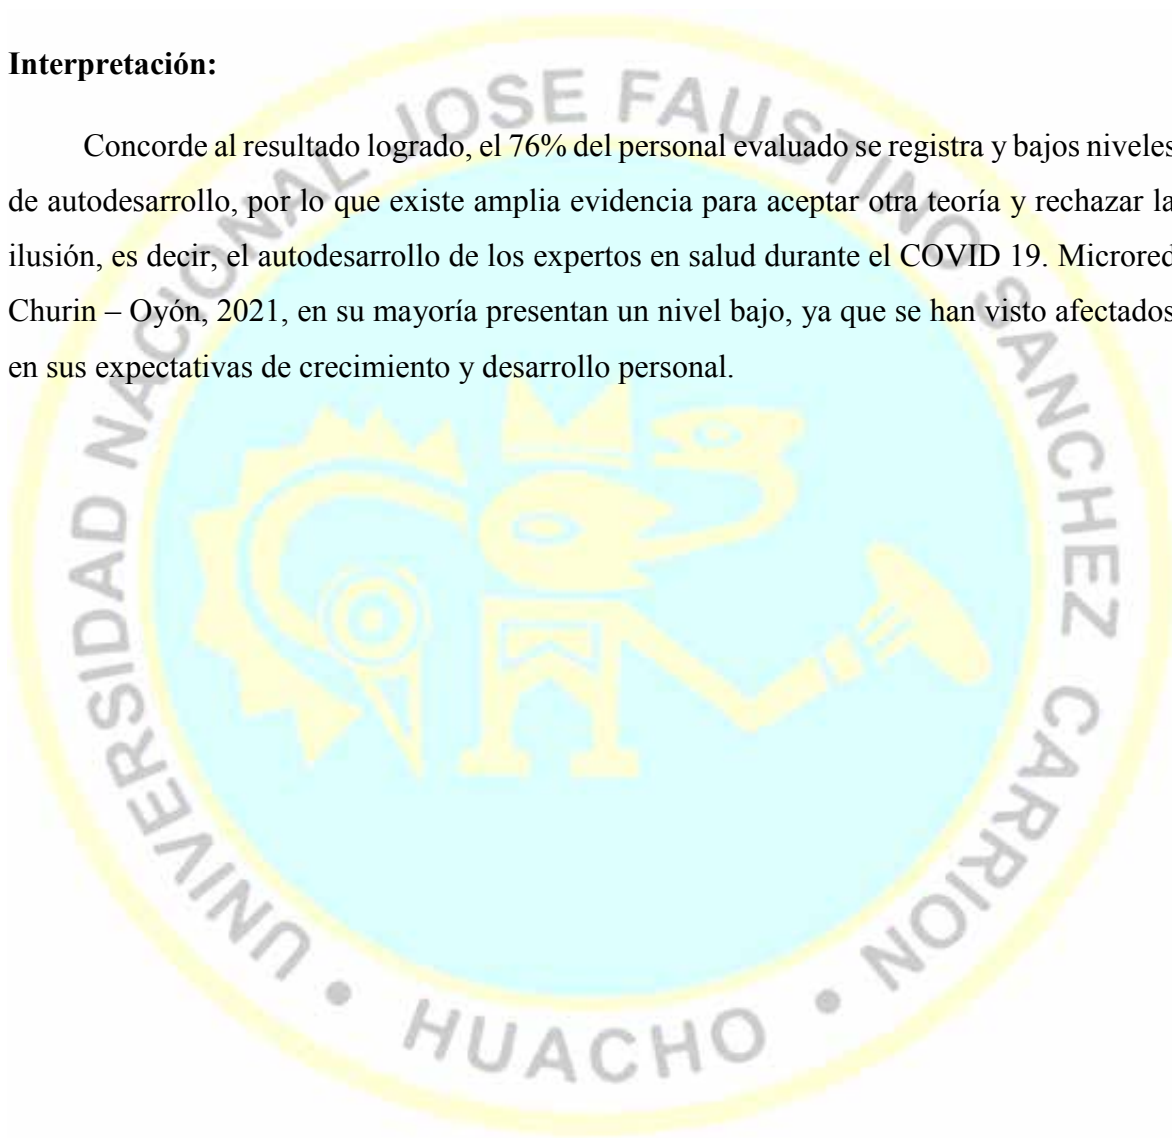 Interpretación:
Concorde al resultado logrado, el 76% del personal evaluado se registra y bajos niveles
de autodesarrollo, por lo que existe amplia evidencia para aceptar otra teoría y rechazar la
ilusión, es decir, el autodesarrollo de los expertos en salud durante el COVID 19. Microred
Churin – Oyón, 2021, en su mayoría presentan un nivel bajo, ya que se han visto afectados
en sus expectativas de crecimiento y desarrollo personal.
UNIVERSIDAD NACIONAL JOSE FAUSTINO SANCHEZ CARRION • HUACHO •